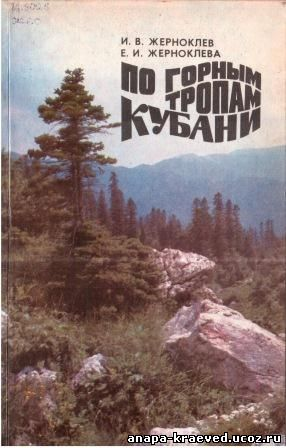 И. В. ЖЕРНОКЛЕВ
Е. И. ЖЕРНОКЛЕВА
ПО ГОРНЫМ
ТРОПАМ
КУБАНИ
anapa-kraeved.ucoz.ru